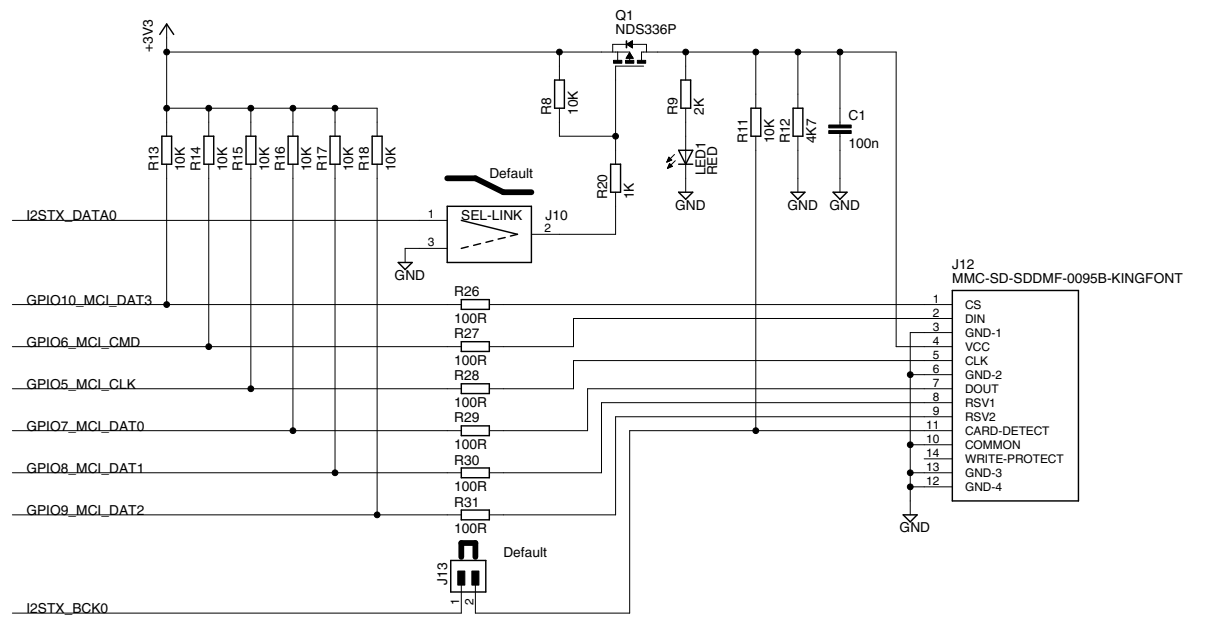 Q1
NDS336P
+3V3
R8
10K
R9
2K
R11
10K
R12
4K7
C1
100n
R13
10K
R14
10K
R15
10K
R16
10K
R17
10K
R18
10K
LED1
RED
R20
1K
GND
GND
GND
Default
I2STX_DATA0
1
SEL-LINK
J10
2
3
GND
J12
MMC-SD-SDDMF-0095B-KINGFONT
GPIO10_MCI_DAT3
R26
100R
1 CS
2 DIN
3 GND-1
4 VCC
5 CLK
6 GND-2
7 DOUT
8 RSV1
9 RSV2
11 CARD-DETECT
10 COMMON
14 WRITE-PROTECT
13 GND-3
12 GND-4
GND
GPIO6_MCI_CMD
R27
100R
GPIO5_MCI_CLK
R28
100R
GPIO7_MCI_DAT0
R29
100R
GPIO8_MCI_DAT1
R30
100R
GPIO9_MCI_DAT2
R31
100R
Default
J13
1
2
I2STX_BCK0